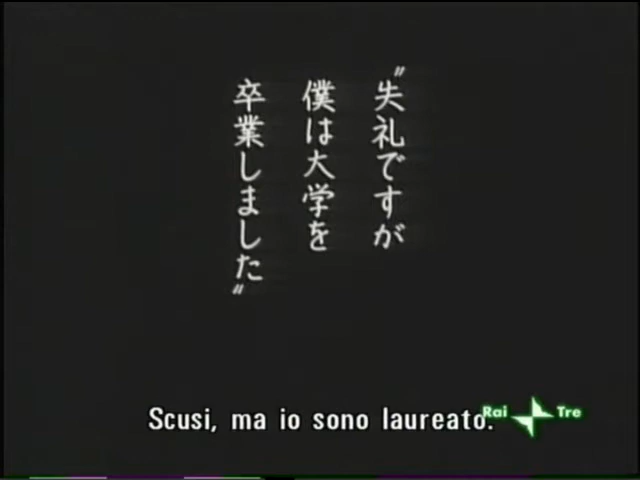 〝失礼ですが
僕は大学を
卒業しました〟
Scusi, ma io sono laureato.
Rai Tre